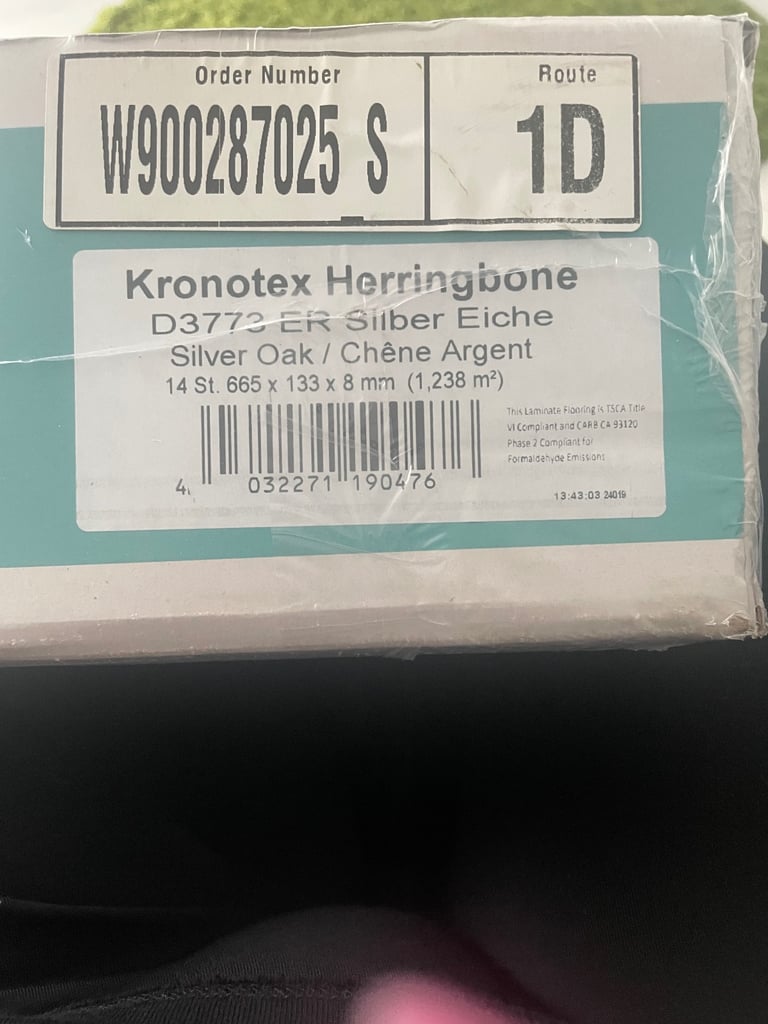 Order Number
Route
W900287025 S
1D
Kronotex Herringbone
D3773 ER Silber Eiche
Silver Oak / Chêne Argent
14 St. 665 x 133 x 8 mm (1,238 m²)
This Laminate Flooring is TSCA Title
VI Compliant and CARB CA 93120
Phase 2 Compliant for
Formaldehyde Emissions
4 032271 190476
13:43:03 24019